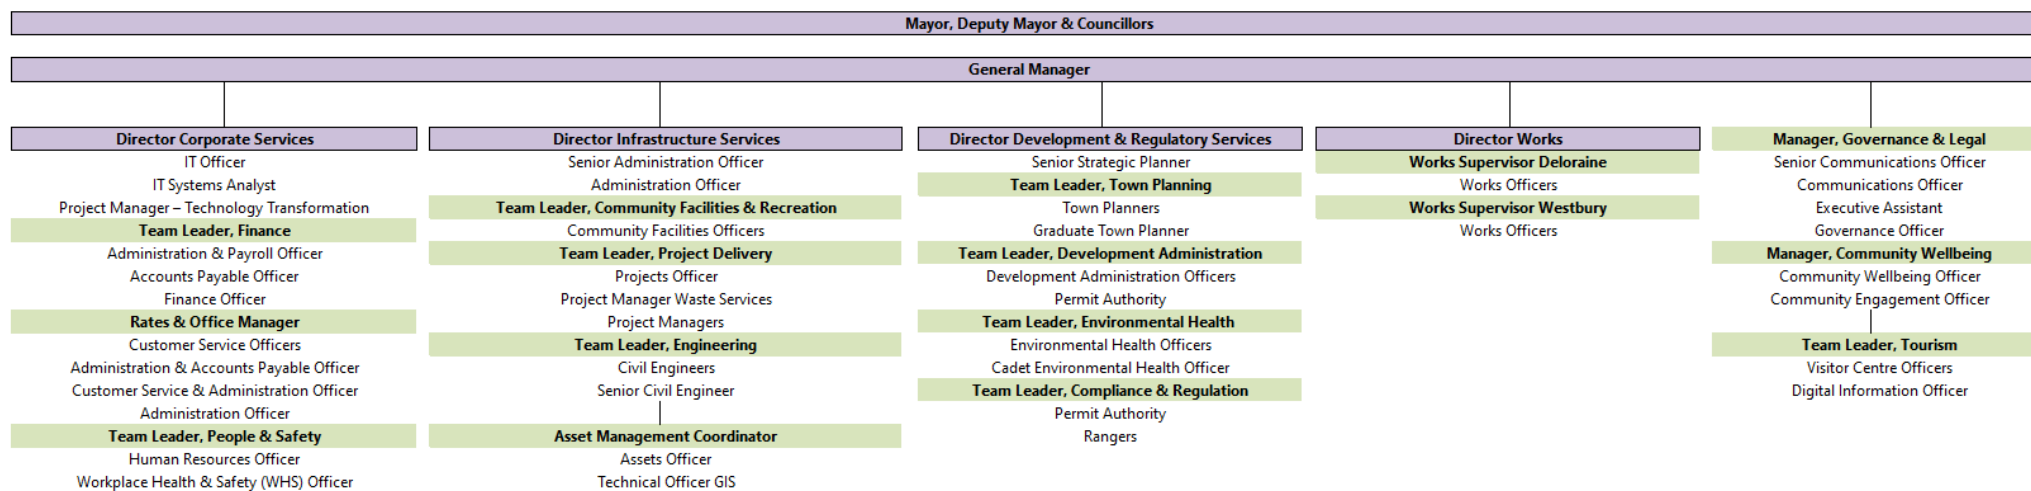 Mayor, Deputy Mayor & Councillors
General Manager
Director Corporate Services
IT Officer
IT Systems Analyst
Project Manager – Technology Transformation
Team Leader, Finance
Administration & Payroll Officer
Accounts Payable Officer
Finance Officer
Rates & Office Manager
Customer Service Officers
Administration & Accounts Payable Officer
Customer Service & Administration Officer
Administration Officer
Team Leader, People & Safety
Human Resources Officer
Workplace Health & Safety (WHS) Officer
Director Infrastructure Services
Senior Administration Officer
Administration Officer
Team Leader, Community Facilities & Recreation
Community Facilities Officers
Team Leader, Project Delivery
Projects Officer
Project Manager Waste Services
Project Managers
Team Leader, Engineering
Civil Engineers
Senior Civil Engineer
Asset Management Coordinator
Assets Officer
Technical Officer GIS
Director Development & Regulatory Services
Senior Strategic Planner
Team Leader, Town Planning
Town Planners
Graduate Town Planner
Team Leader, Development Administration
Development Administration Officers
Permit Authority
Team Leader, Environmental Health
Environmental Health Officers
Cadet Environmental Health Officer
Team Leader, Compliance & Regulation
Permit Authority
Rangers
Director Works
Works Supervisor Deloraine
Works Officers
Works Supervisor Westbury
Works Officers
Manager, Governance & Legal
Senior Communications Officer
Communications Officer
Executive Assistant
Governance Officer
Manager, Community Wellbeing
Community Wellbeing Officer
Community Engagement Officer
Team Leader, Tourism
Visitor Centre Officers
Digital Information Officer